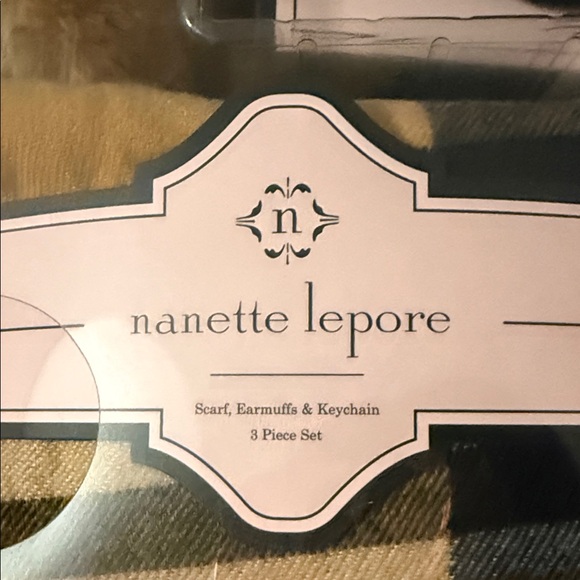 n
nanette lepore
Scarf, Earmuffs & Keychain
3 Piece Set